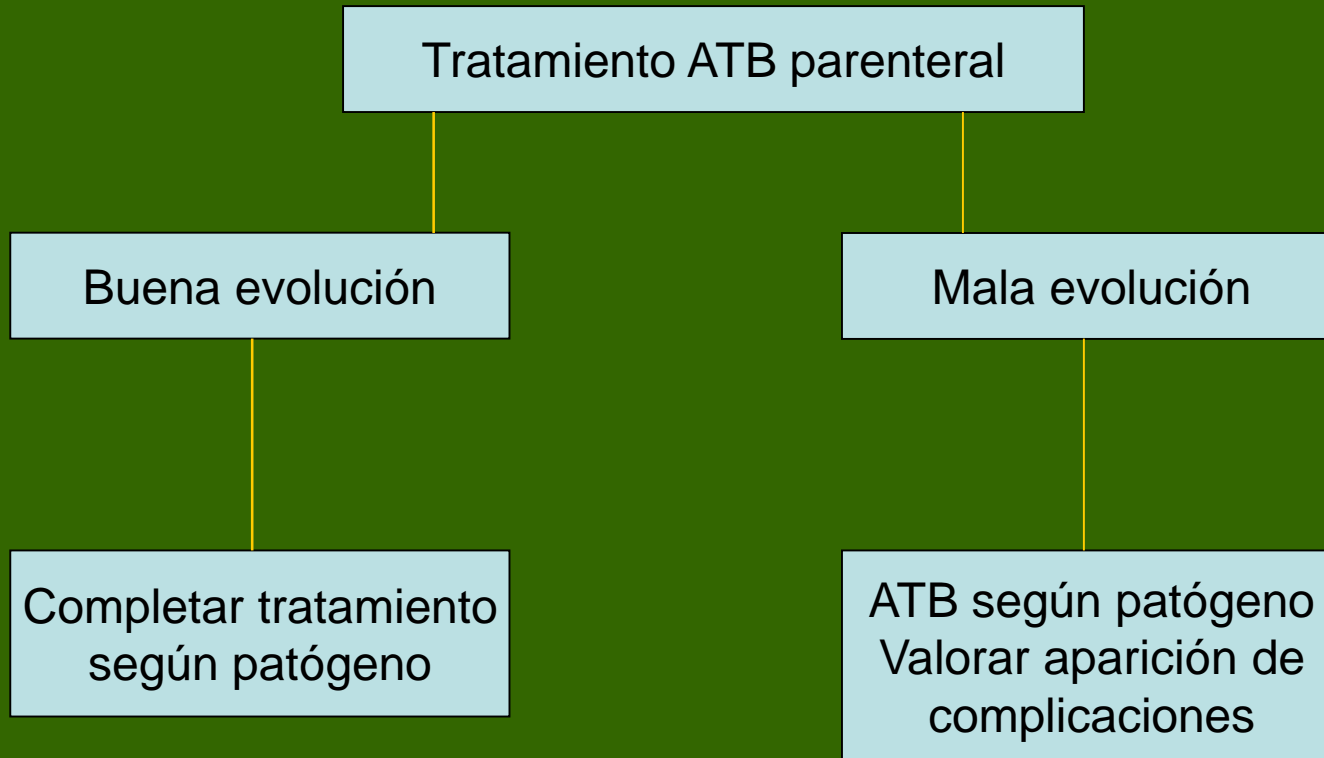 Tratamiento ATB parenteral
Buena evolución
Mala evolución
Completar tratamiento
según patógeno
ATB según patógeno
Valorar aparición de
complicaciones